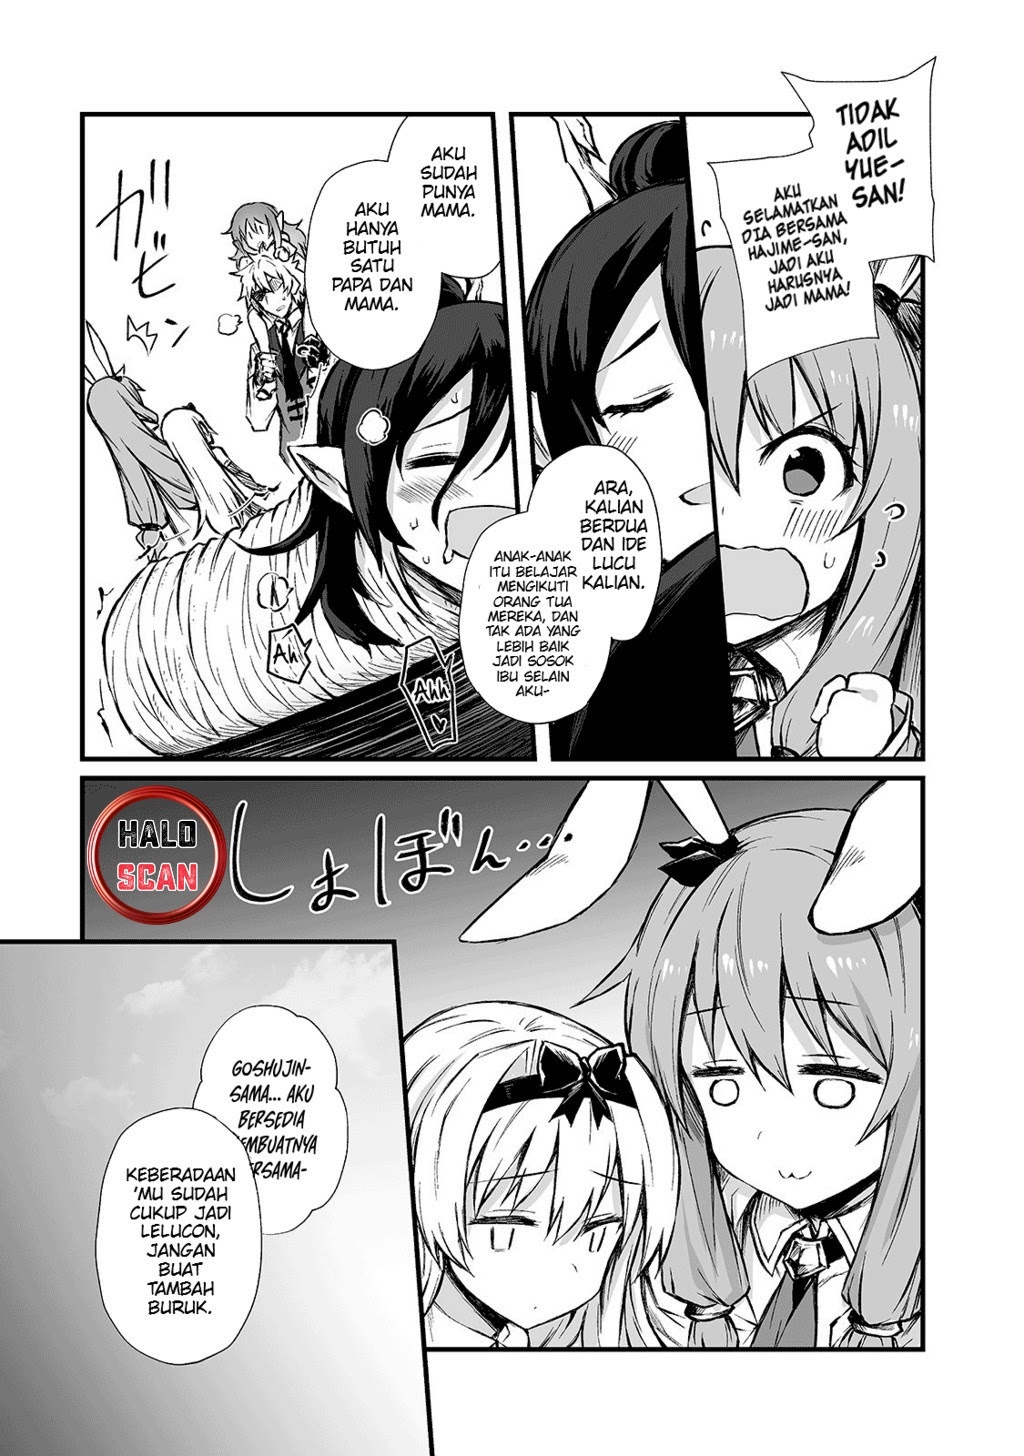 TIDAK
ADIL
YUE-
SAN!
AKU
SELAMATKAN
DIA BERSAMA
HAJIME-SAN,
JADI AKU
HARUSNYA
JADI MAMA!
ARA,
KALIAN
BERDUA
DAN IDE
LUCU
KALIAN.
ANAK-ANAK
ITU BELAJAR
MENGIKUTI
ORANG TUA
MEREKA, DAN
TAK ADA YANG
LEBIH BAIK
JADI SOSOK
IBU SELAIN
AKU-
AKU
SUDAH
PUNYA
MAMA.
AKU
HANYA
BUTUH
SATU
PAPA DAN
MAMA.
ガビーン
Ah
Ahh
HALO
SCAN
しょぼん...
GOSHUJIN-
SAMA... AKU
BERSEDIA
KEBERADAAN
'MU SUDAH
CUKUP JADI
LELUCON,
JANGAN
BUAT
TAMBAH
BURUK.